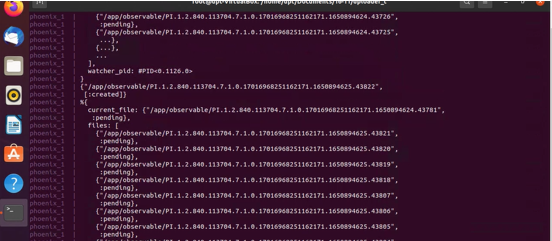 phoenix_1 | {"/app/observable/PI.1.2.840.113704.7.1.0.17016968251162171.1650894624.43726",
phoenix_1 | :pending},
phoenix_1 | {"/app/observable/PI.1.2.840.113704.7.1.0.17016968251162171.1650894624.43725",
phoenix_1 | ...},
phoenix_1 | {...},
phoenix_1 | ...
phoenix_1 | ],
phoenix_1 | watcher_pid: #PID<0.1126.0>
phoenix_1 | }
phoenix_1 | {"/app/observable/PI.1.2.840.113704.7.1.0.17016968251162171.1650894625.43822",
phoenix_1 | [:created]}
phoenix_1 | %{
phoenix_1 | current_file: {"/app/observable/PI.1.2.840.113704.7.1.0.17016968251162171.1650894624.43781",
phoenix_1 | :pending},
phoenix_1 | files: [
phoenix_1 | {"/app/observable/PI.1.2.840.113704.7.1.0.17016968251162171.1650894625.43821",
phoenix_1 | :pending},
phoenix_1 | {"/app/observable/PI.1.2.840.113704.7.1.0.17016968251162171.1650894625.43820",
phoenix_1 | :pending},
phoenix_1 | {"/app/observable/PI.1.2.840.113704.7.1.0.17016968251162171.1650894625.43819",
phoenix_1 | :pending},
phoenix_1 | {"/app/observable/PI.1.2.840.113704.7.1.0.17016968251162171.1650894625.43818",
phoenix_1 | :pending},
phoenix_1 | {"/app/observable/PI.1.2.840.113704.7.1.0.17016968251162171.1650894625.43807",
phoenix_1 | :pending},
phoenix_1 | {"/app/observable/PI.1.2.840.113704.7.1.0.17016968251162171.1650894625.43806",
phoenix_1 | :pending},
phoenix_1 | {"/app/observable/PI.1.2.840.113704.7.1.0.17016968251162171.1650894625.43805",
phoenix_1 | :pending},